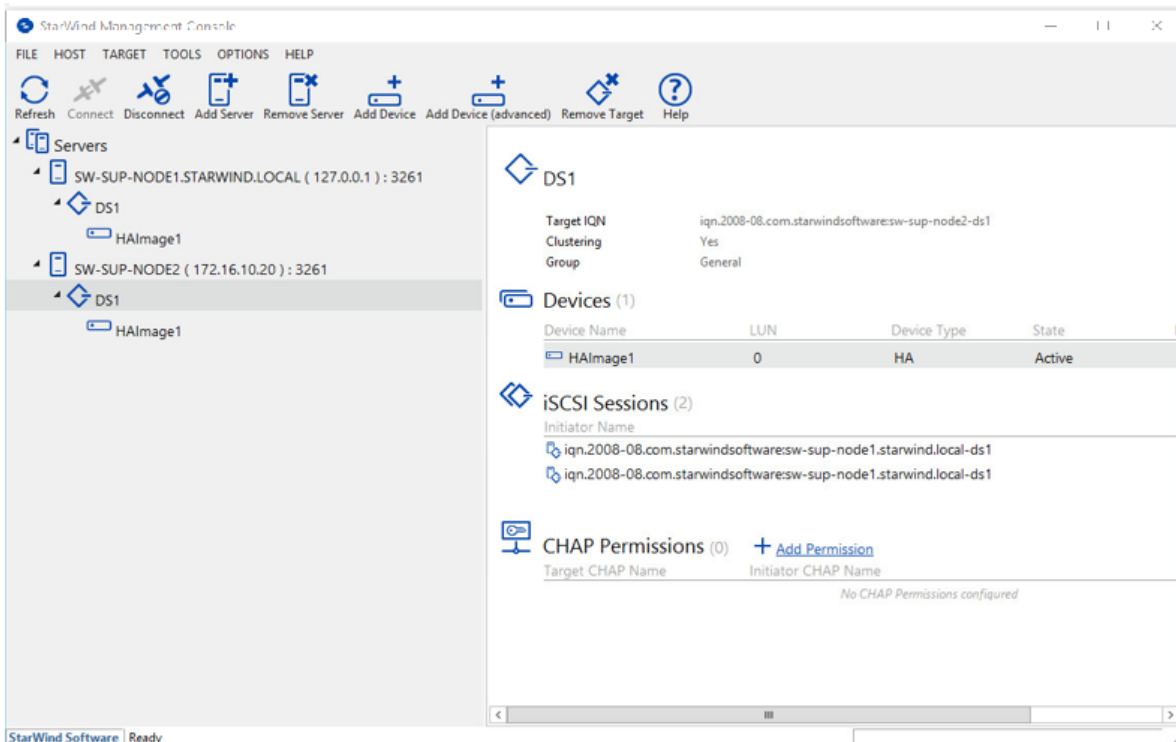 StarWind Management Console
FILE HOST TARGET TOOLS OPTIONS HELP
Refresh Connect Disconnect Add Server Remove Server Add Device Add Device (advanced) Remove Target Help
Servers
SW-SUP-NODE1.STARWIND.LOCAL ( 127.0.0.1 ) : 3261
DS1
HAImage1
SW-SUP-NODE2 ( 172.16.10.20 ) : 3261
DS1
HAImage1
DS1
Target IQN iqn.2008-08.com.starwindsoftware:sw-sup-node2-ds1
Clustering Yes
Group General
Devices (1)
Device Name LUN Device Type State
HAImage1 0 HA Active
iSCSI Sessions (2)
Initiator Name
iqn.2008-08.com.starwindsoftware:sw-sup-node1.starwind.local-ds1
iqn.2008-08.com.starwindsoftware:sw-sup-node1.starwind.local-ds1
CHAP Permissions (0) + Add Permission
Target CHAP Name Initiator CHAP Name
No CHAP Permissions configured
StarWind Software Ready